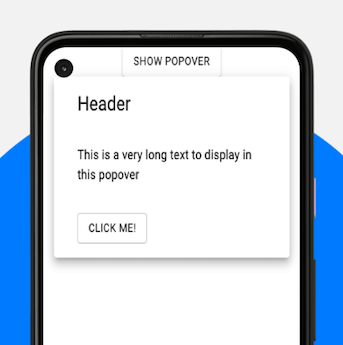 SHOW POPOVER
Header
This is a very long text to display in
this popover
CLICK ME!